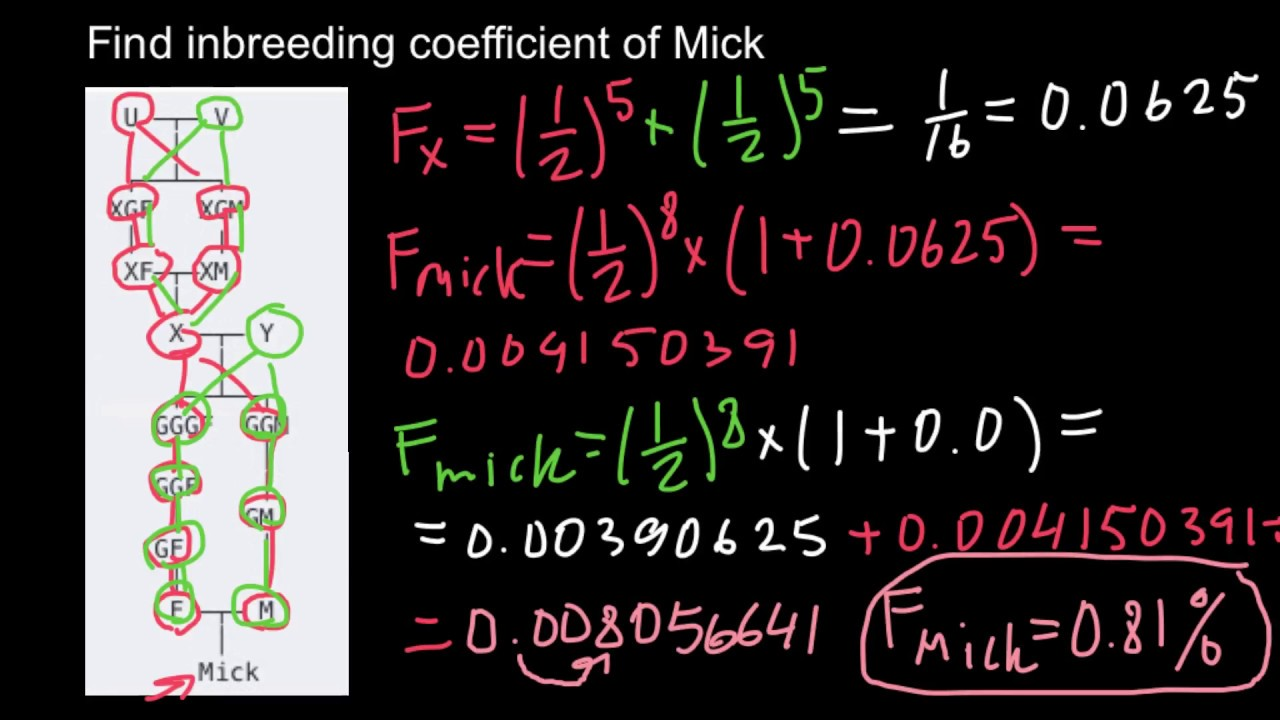 Find inbreeding coefficient of Mick
U V
XGF XGM
XF XM
X Y
GGGF GGM
GGF
GM
GF
F M
Mick
Fx = (1/2)^5 + (1/2)^5 = 1/16 = 0.0625
Fmick = (1/2)^8 x (1+0.0625) =
0.004150391
Fmick = (1/2)^8 x (1+0.0) =
= 0.00390625 + 0.004150391=
= 0.008056641
FMick = 0.81%